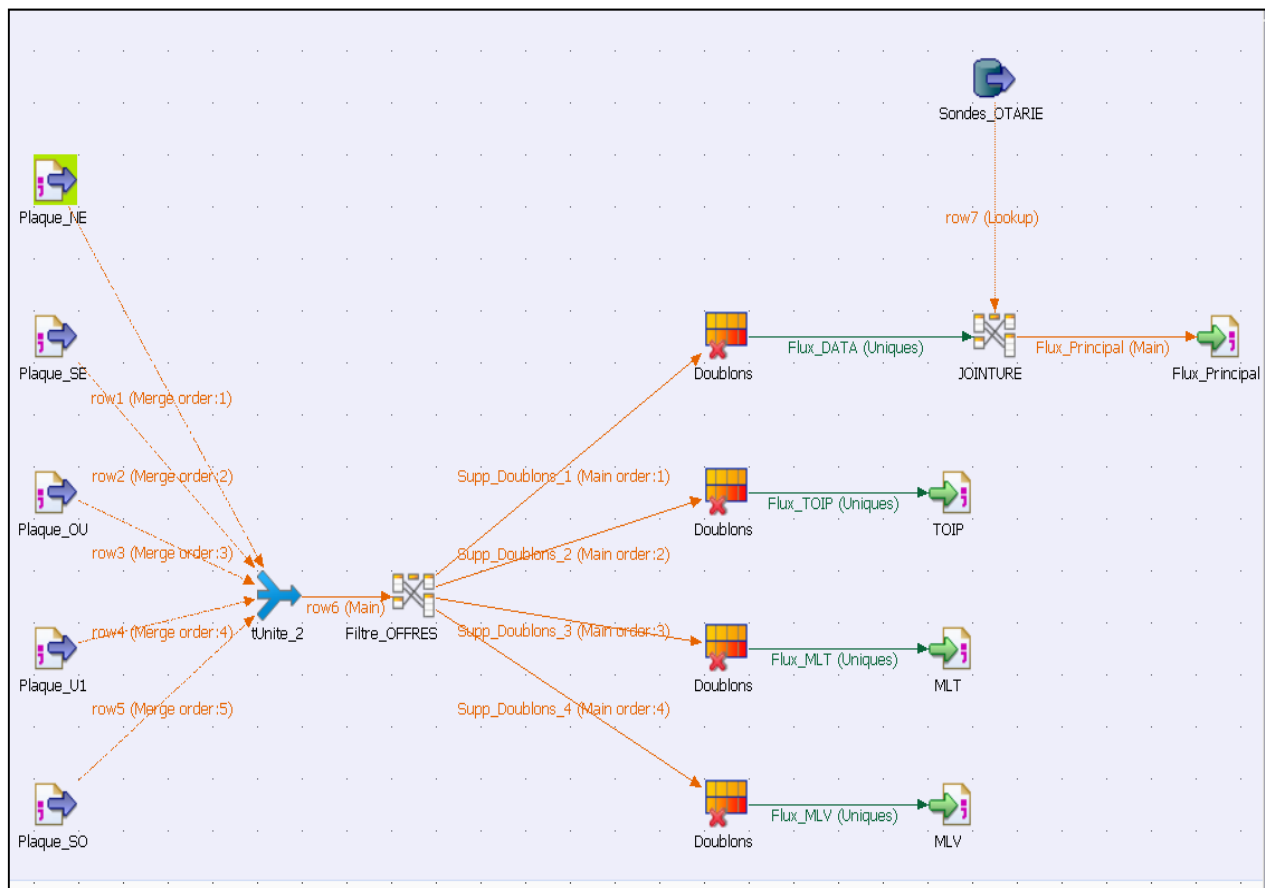 Sondes_OTARIE
Plaque_NE
row7 (Lookup)
Plaque_SE
row1 (Merge order:1)
Flux_DATA (Uniques)
Flux_Principal (Main)
Doublons
JOINTURE
Flux_Principal
row2 (Merge order:2)
Supp_Doublons_1 (Main order:1)
Plaque_OU
Flux_TOIP (Uniques)
Doublons
TOIP
row3 (Merge order:3)
Supp_Doublons_2 (Main order:2)
row6 (Main)
row4 (Merge order:4)
tUnite_2
Filtre_OFFRES
Supp_Doublons_3 (Main order:3)
Flux_MLT (Uniques)
Plaque_U1
Doublons
MLT
row5 (Merge order:5)
Supp_Doublons_4 (Main order:4)
Flux_MLV (Uniques)
Plaque_SO
Doublons
MLV